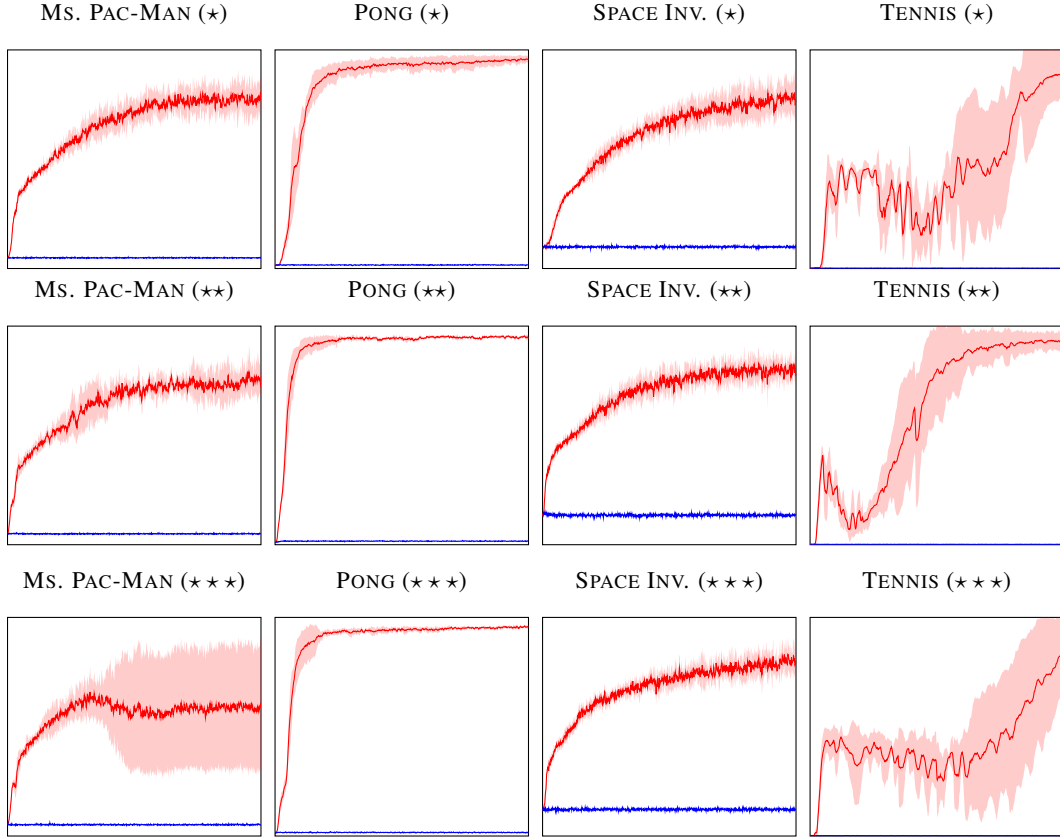 MS. PAC-MAN (⋆) PONG (⋆) SPACE INV. (⋆) TENNIS (⋆)
MS. PAC-MAN (⋆⋆) PONG (⋆⋆) SPACE INV. (⋆⋆) TENNIS (⋆⋆)
MS. PAC-MAN (⋆ ⋆ ⋆) PONG (⋆ ⋆ ⋆) SPACE INV. (⋆ ⋆ ⋆) TENNIS (⋆ ⋆ ⋆)